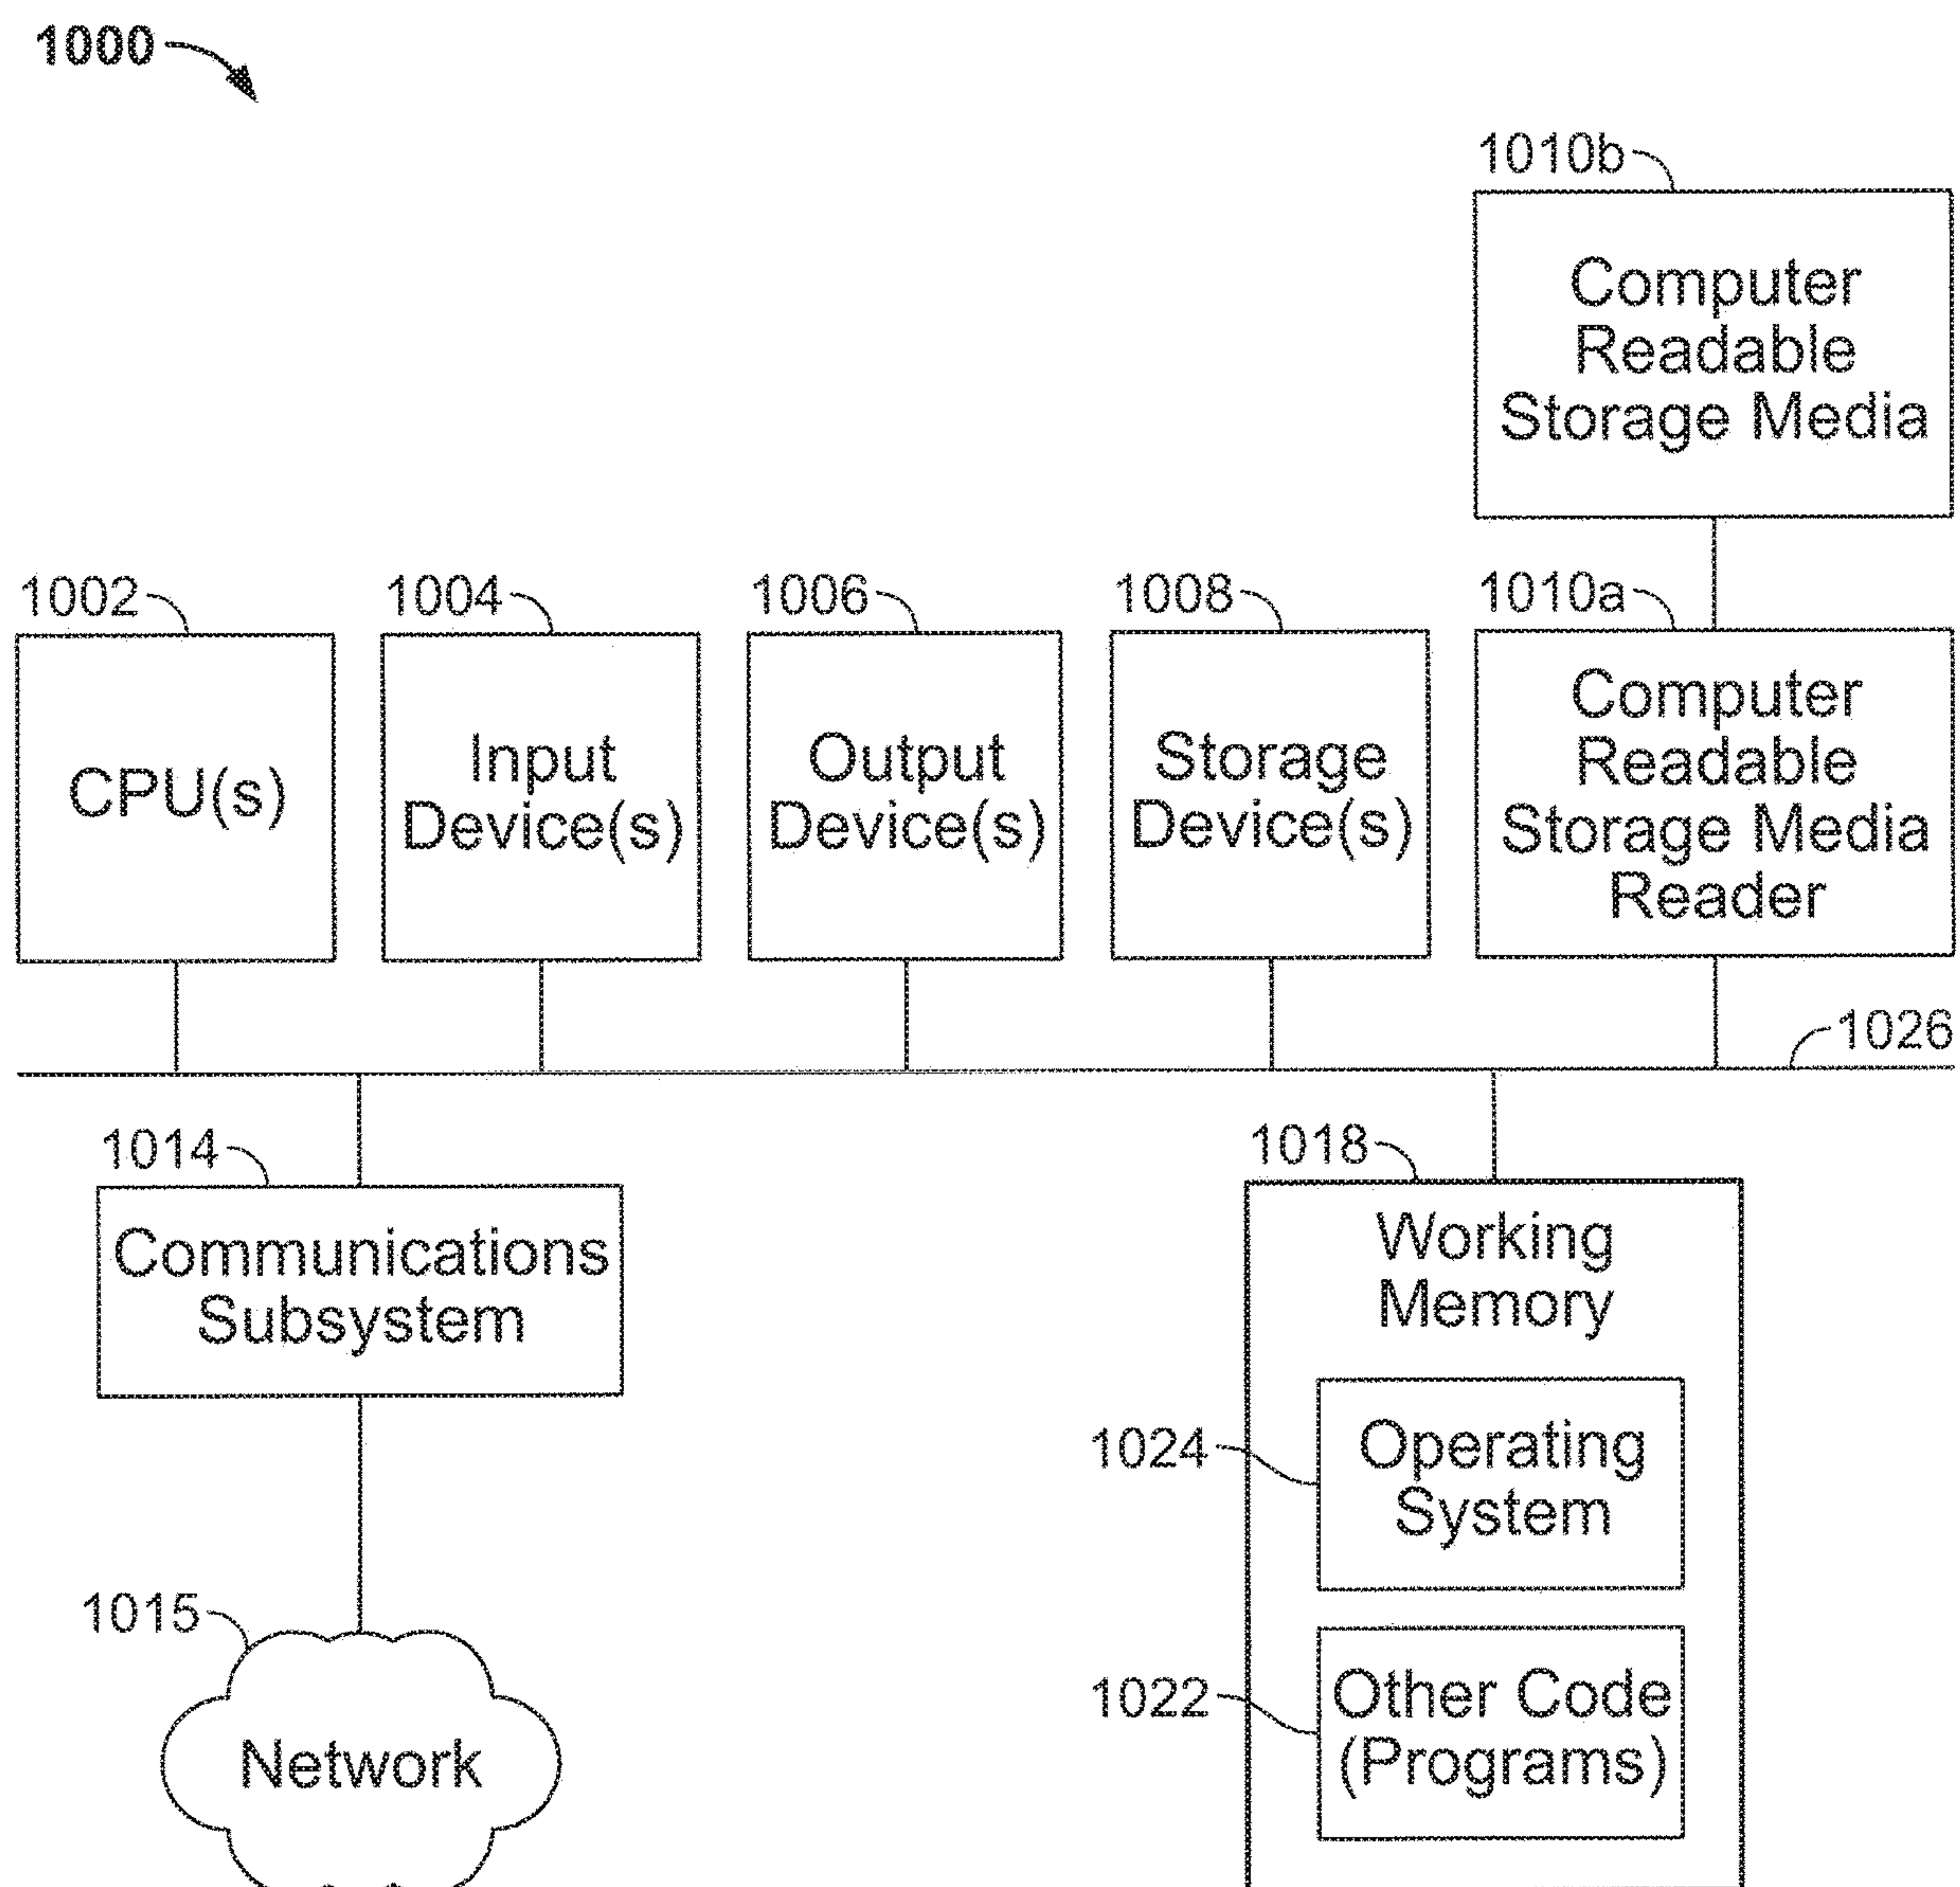 1000
1010b
Computer
Readable
Storage Media
1002
1004
1006
1008
1010a
CPU(s)
Input
Device(s)
Output
Device(s)
Storage
Device(s)
Computer
Readable
Storage Media
Reader
1026
1014
Communications
Subsystem
1018
Working
Memory
1024
Operating
System
1015
Network
1022
Other Code
(Programs)